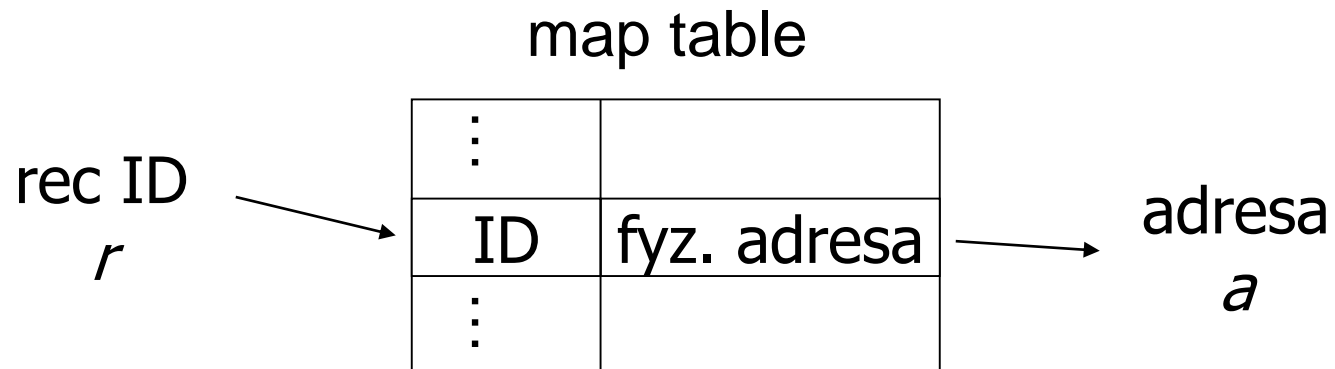 map table
⋮
rec ID
r
ID fyz. adresa
adresa
a
⋮